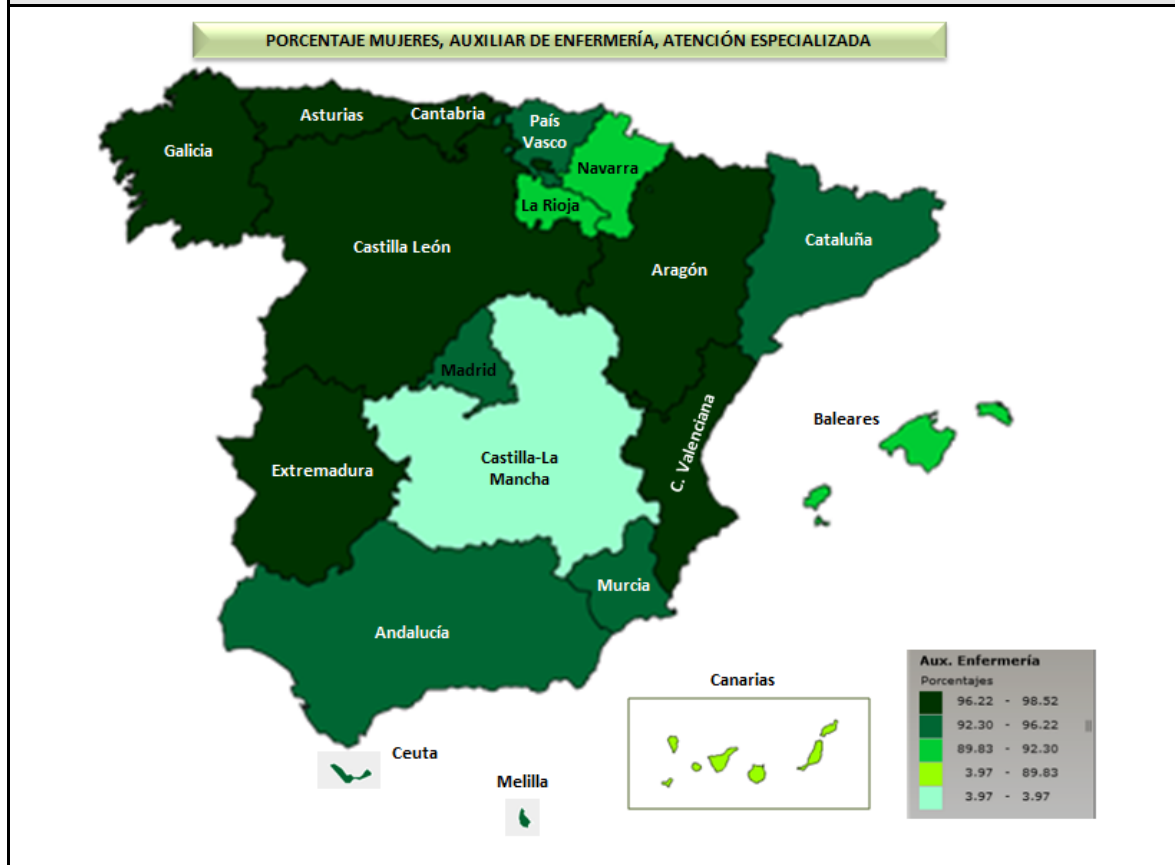 PORCENTAJE MUJERES, AUXILIAR DE ENFERMERÍA, ATENCIÓN ESPECIALIZADA
Galicia
Asturias
Cantabria
País
Vasco
Navarra
La Rioja
Castilla León
Aragón
Cataluña
Madrid
Baleares
Extremadura
Castilla-La
Mancha
C. Valenciana
Murcia
Andalucía
Canarias
Ceuta
Melilla
Aux. Enfermería
Porcentajes
96.22 - 98.52
92.30 - 96.22
89.83 - 92.30
3.97 - 89.83
3.97 - 3.97